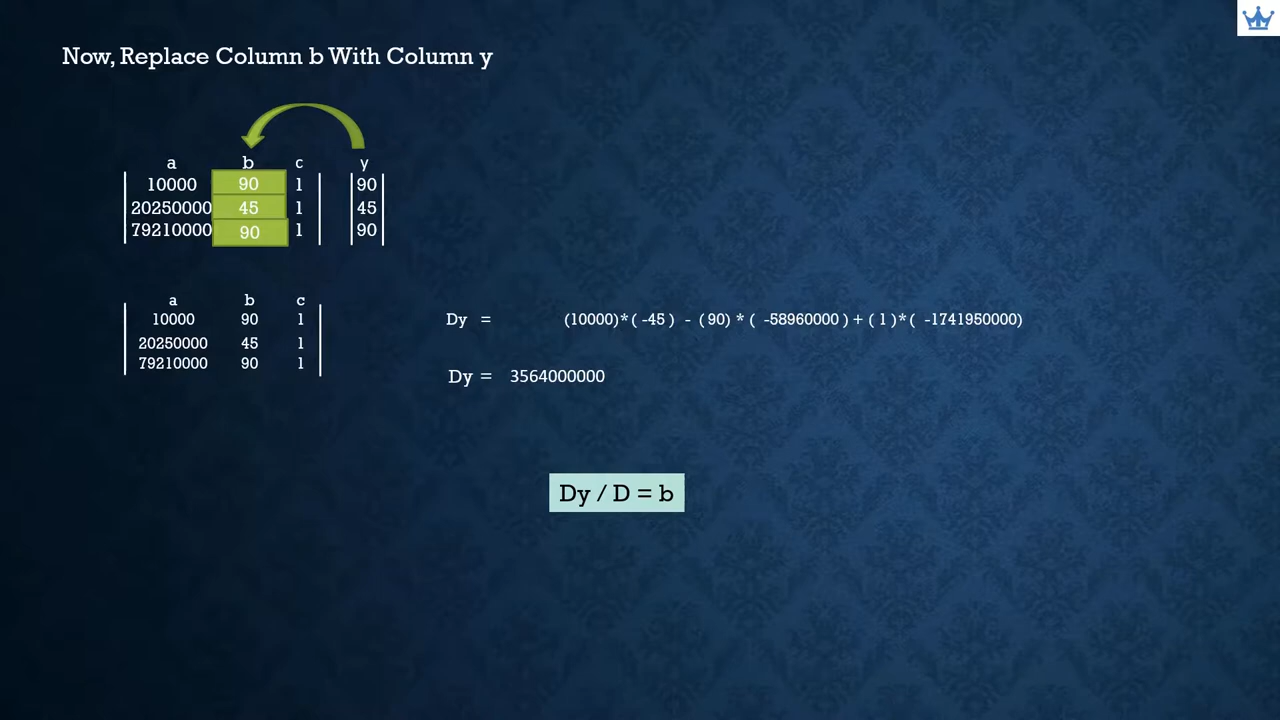 Now, Replace Column b With Column y
a b c y
10000 90 1 90
20250000 45 1 45
79210000 90 1 90
a b c
10000 90 1
20250000 45 1
79210000 90 1
Dy = (10000)*( -45 ) - ( 90) * ( -58960000 ) + ( 1 )*( -1741950000)
Dy = 3564000000
Dy / D = b